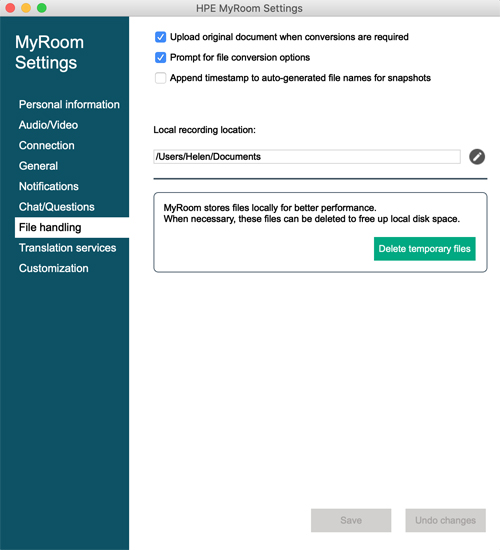 HPE MyRoom Settings
MyRoom
Settings
Personal information
Audio/Video
Connection
General
Notifications
Chat/Questions
File handling
Translation services
Customization
Upload original document when conversions are required
Prompt for file conversion options
Append timestamp to auto-generated file names for snapshots
Local recording location:
/Users/Helen/Documents
MyRoom stores files locally for better performance.
When necessary, these files can be deleted to free up local disk space.
Delete temporary files
Save
Undo changes